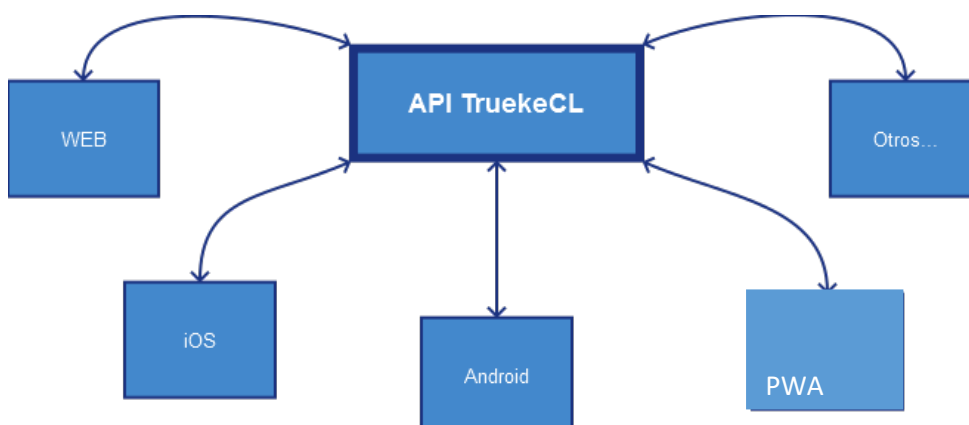 API TruekeCL
WEB
Otros...
iOS
Android
PWA